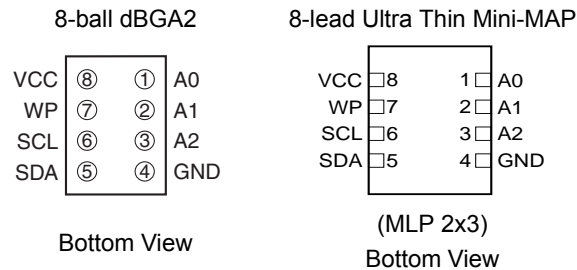 8-ball dBGA2
VCC 8 1 A0
WP 7 2 A1
SCL 6 3 A2
SDA 5 4 GND
Bottom View
8-lead Ultra Thin Mini-MAP
VCC 8 1 A0
WP 7 2 A1
SCL 6 3 A2
SDA 5 4 GND
(MLP 2x3)
Bottom View